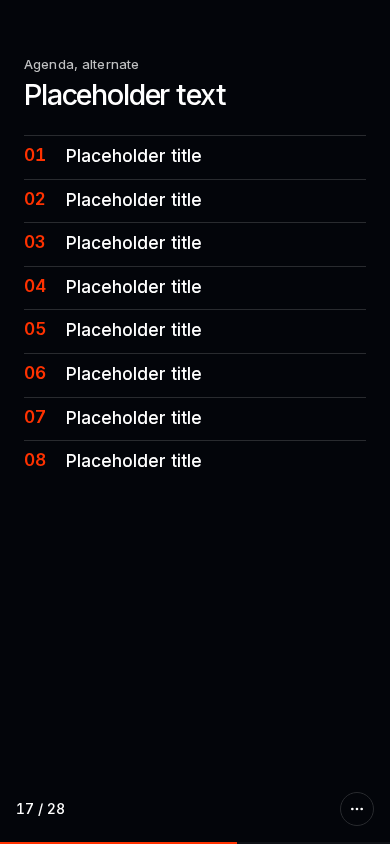 Agenda, alternate
Placeholder text
01 Placeholder title
02 Placeholder title
03 Placeholder title
04 Placeholder title
05 Placeholder title
06 Placeholder title
07 Placeholder title
08 Placeholder title
17 / 28